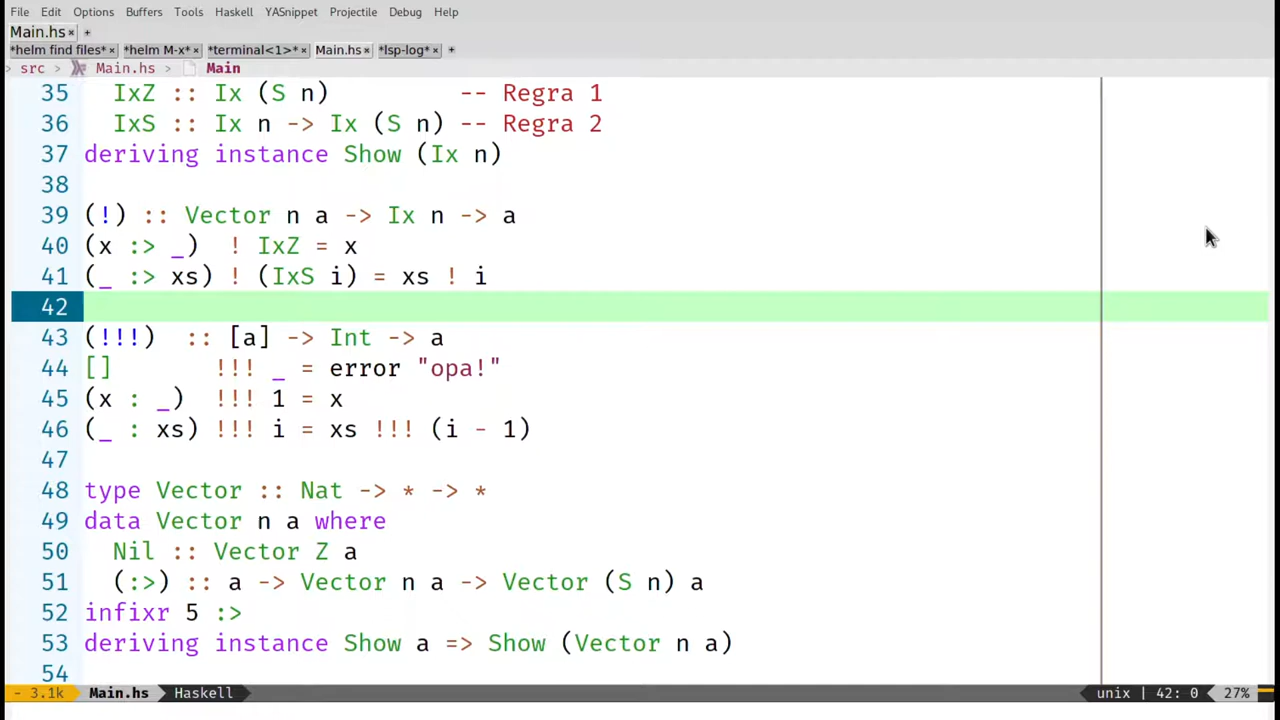 File Edit Options Buffers Tools Haskell YASnippet Projectile Debug Help
Main.hs × +
*helm find files* × *helm M-x* × *terminal<1>* × Main.hs × *lsp-log* × +
> src > Main.hs > Main
35   IxZ :: Ix (S n)         -- Regra 1
36   IxS :: Ix n -> Ix (S n) -- Regra 2
37 deriving instance Show (Ix n)
38
39 (!) :: Vector n a -> Ix n -> a
40 (x :> _)  ! IxZ = x
41 (_ :> xs) ! (IxS i) = xs ! i
42
43 (!!!)  :: [a] -> Int -> a
44 []       !!! _ = error "opa!"
45 (x : _)  !!! 1 = x
46 (_ : xs) !!! i = xs !!! (i - 1)
47
48 type Vector :: Nat -> * -> *
49 data Vector n a where
50   Nil :: Vector Z a
51   (:>) :: a -> Vector n a -> Vector (S n) a
52 infixr 5 :>
53 deriving instance Show a => Show (Vector n a)
54
- 3.1k Main.hs Haskell unix | 42: 0 27%